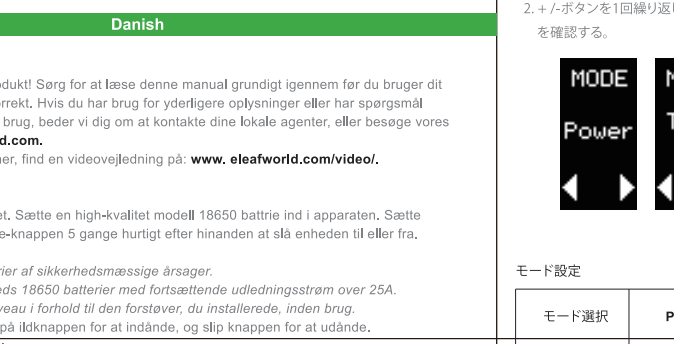 Danish
odukt! Sørg for at læse denne manual grundigt igennem før du bruger dit
orrekt. Hvis du har brug for yderligere oplysninger eller har spørgsmål
brug, beder vi dig om at kontakte dine lokale agenter, eller besøge vores
d.com.
ner, find en videovejledning på: www. eleafworld.com/video/.
et. Sætte en high-kvalitet modell 18650 battrie ind i apparaten. Sætte
e-knappen 5 gange hurtigt efter hinanden at slå enheden til eller fra.
rier af sikkerhedsmæssige årsager.
eds 18650 batterier med fortsættende udledningsstrøm over 25A.
veau i forhold til den forstøver, du installerede, inden brug.
på ildknappen for at indånde, og slip knappen for at udånde.
2. + /-ボタンを1回繰り返し
を確認する。
MODE
Power
モード設定
モード選択
P